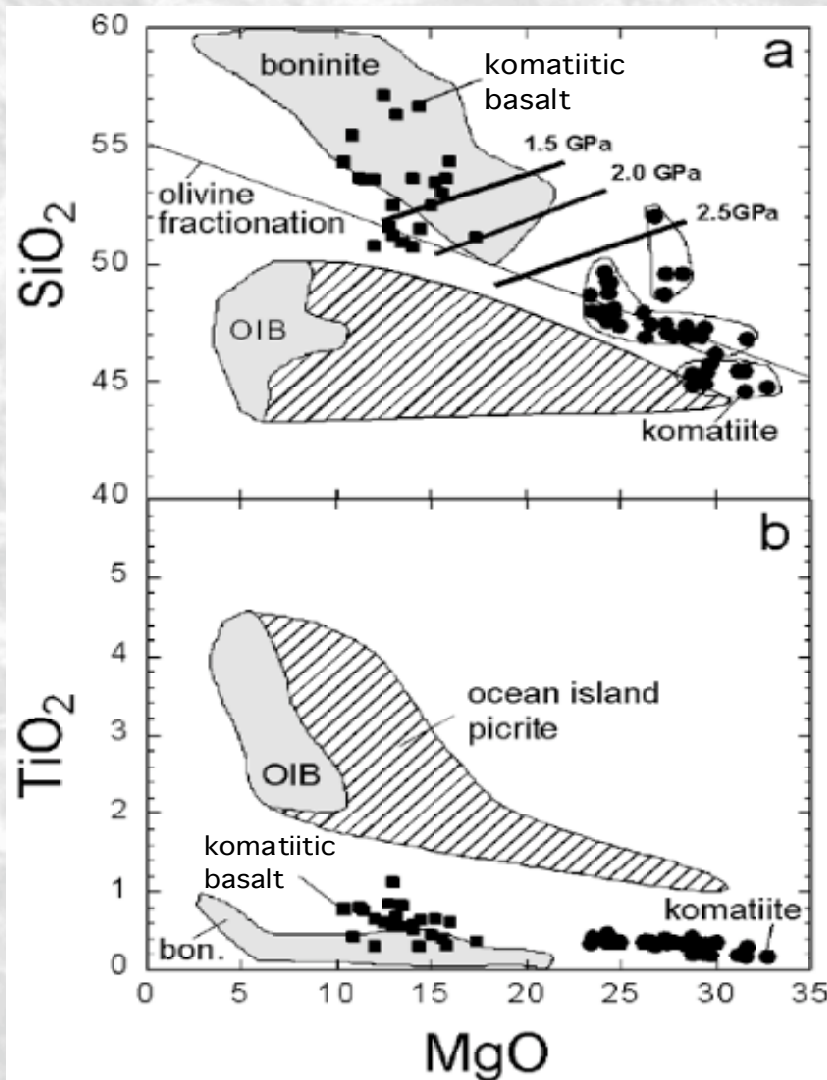 60
55
50
45
40
SiO2
a
boninite
komatiitic
basalt
1.5 GPa
2.0 GPa
2.5GPa
olivine
fractionation
OIB
komatiite
b
5
4
3
2
1
0
TiO2
ocean island
picrite
OIB
komatiitic
basalt
komatiite
bon.
0 5 10 15 20 25 30 35
MgO